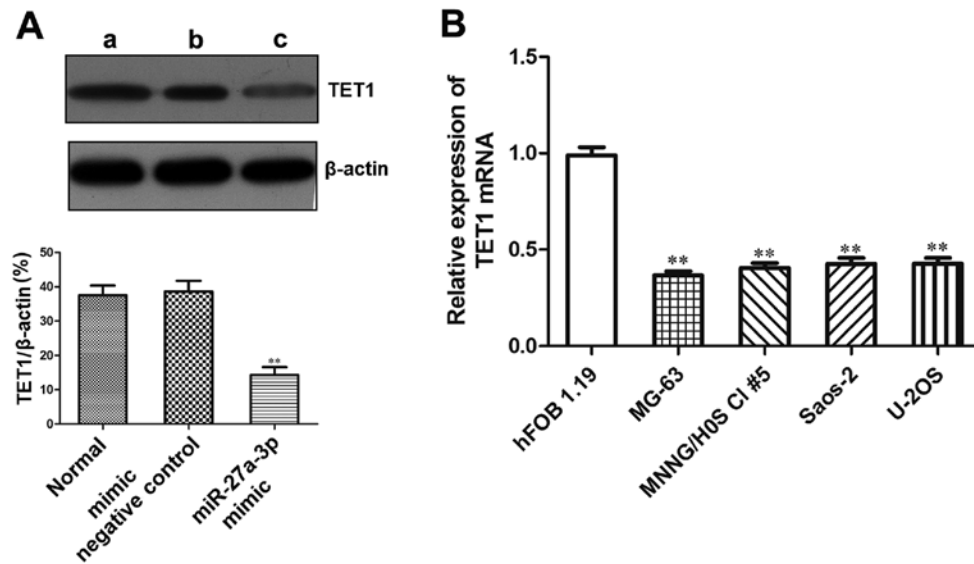 A
a b c
TET1
β-actin
TET1/β-actin (%)
50
40
30
20
10
0
**
Normal
mimic
negative control
miR-27a-3p
mimic
B
Relative expression of
TET1 mRNA
1.5
1.0
0.5
0.0
** ** ** **
hFOB 1.19
MG-63
MNNG/H0S Cl #5
Saos-2
U-2OS